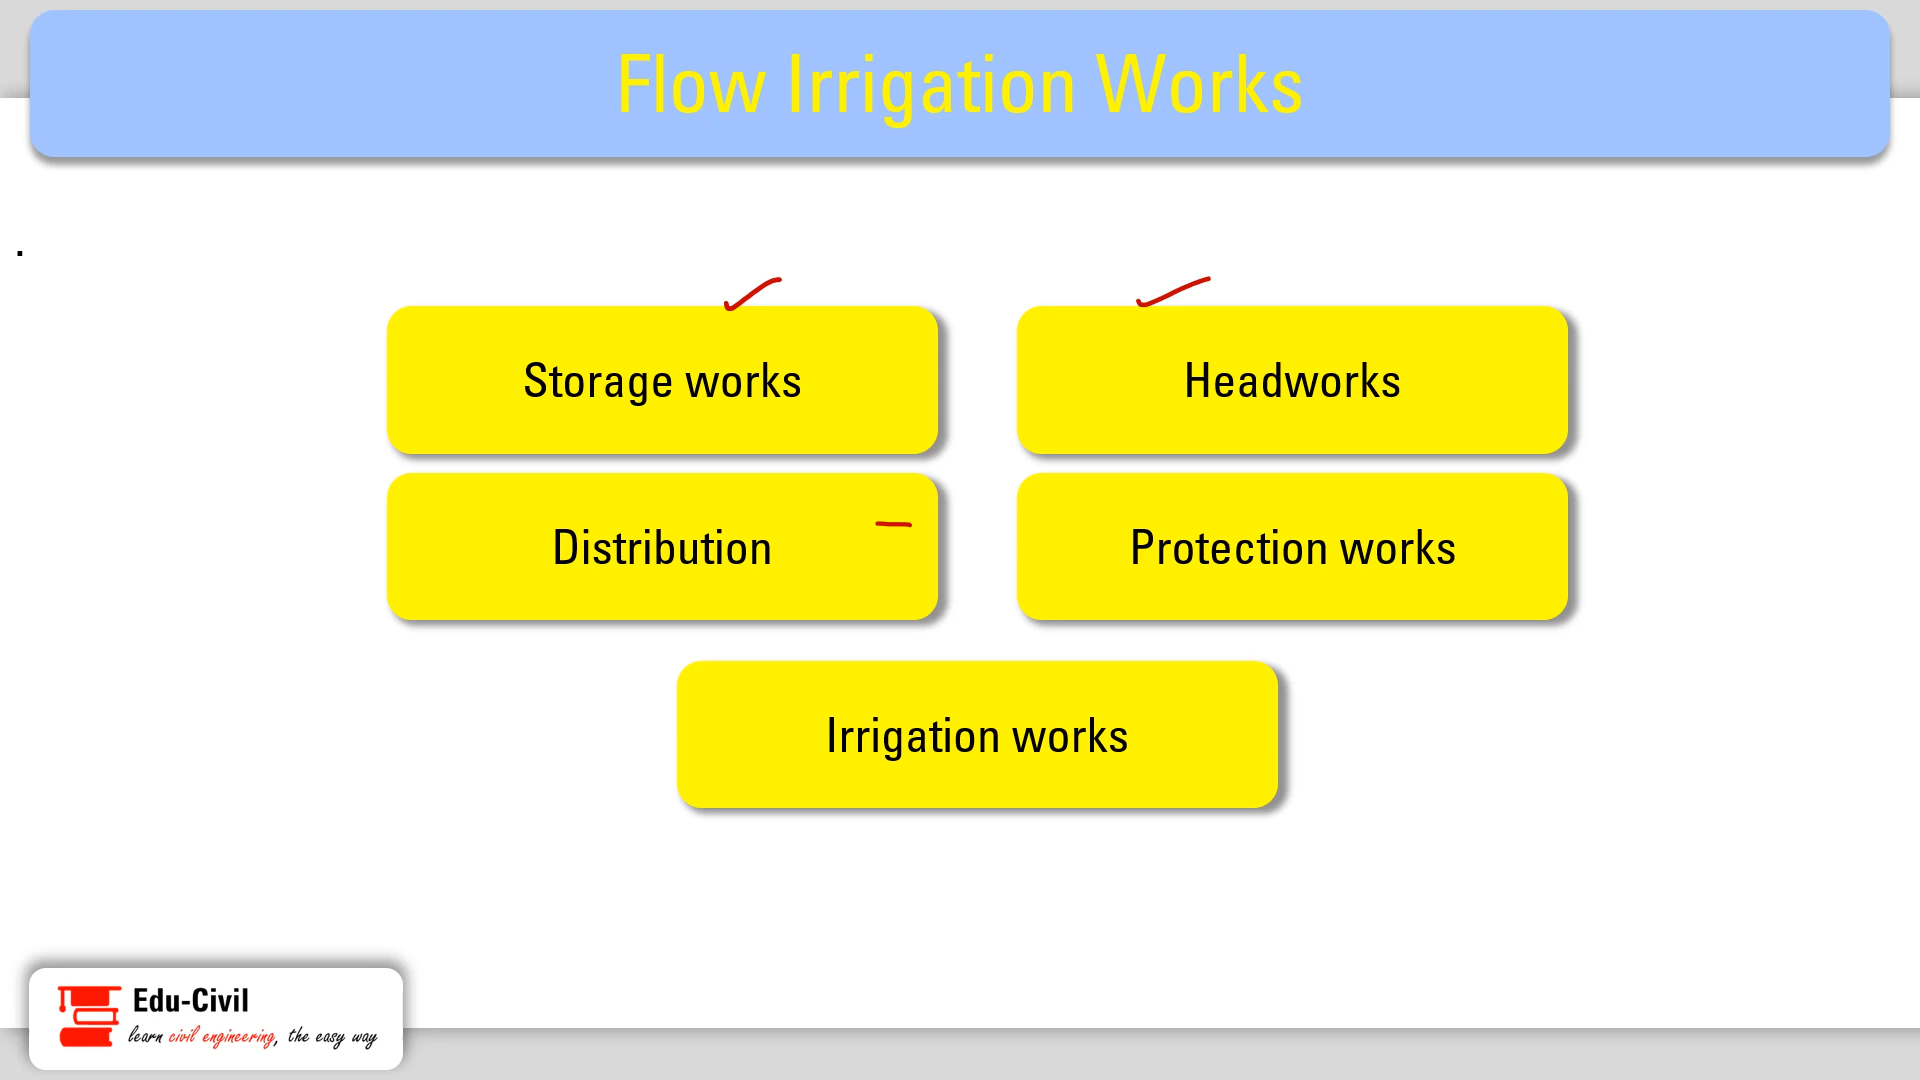 Flow Irrigation Works
.
Storage works
Headworks
Distribution
Protection works
Irrigation works
Edu-Civil
learn civil engineering, the easy way